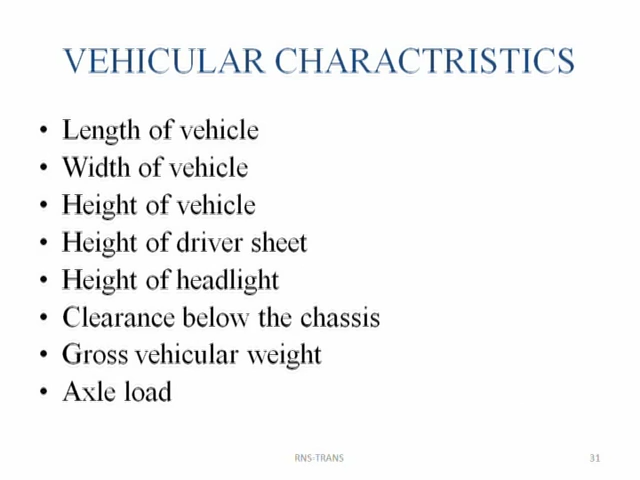 VEHICULAR CHARACTRISTICS
• Length of vehicle
• Width of vehicle
• Height of vehicle
• Height of driver sheet
• Height of headlight
• Clearance below the chassis
• Gross vehicular weight
• Axle load
RNS-TRANS
31